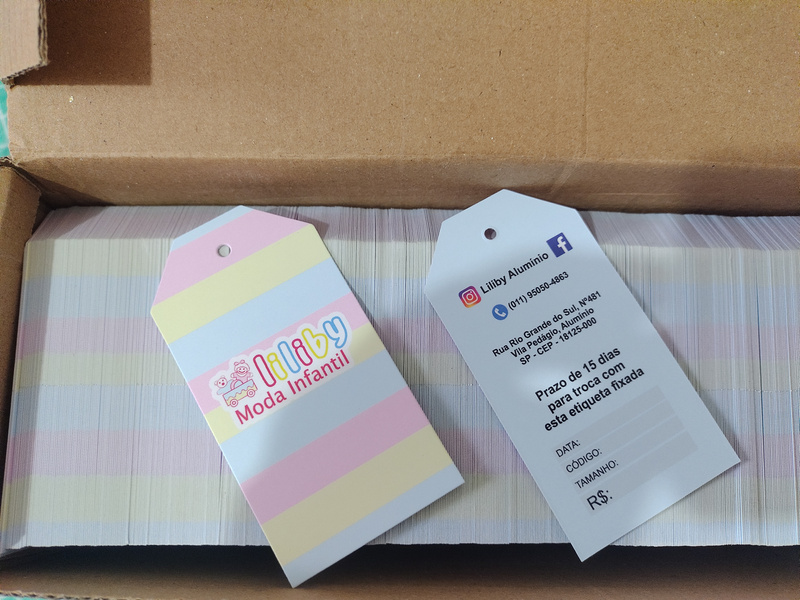 liliby
Moda Infantil
Liliby Aluminio
(011) 95050-4863
Rua Rio Grande do Sul, Nº481
Vila Pedágio, Aluminio
SP - CEP - 18125-000
Prazo de 15 dias
para troca com
esta etiqueta fixada
DATA:
CÓDIGO:
TAMANHO:
R$: